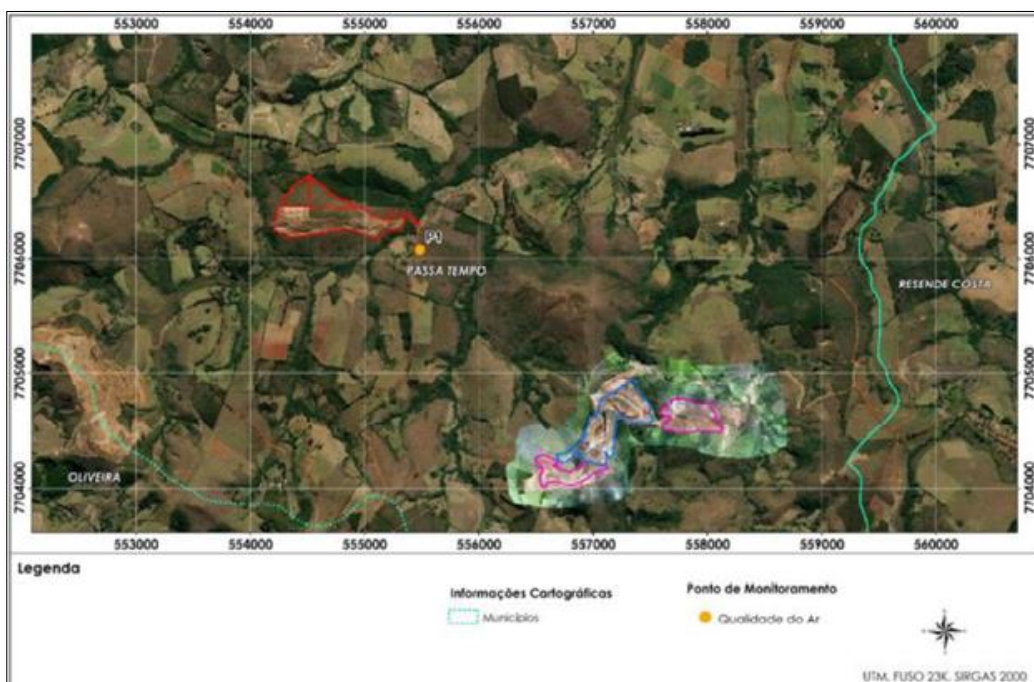 553000 554000 555000 556000 557000 558000 559000 560000
7707000 7707000
7706000 7706000
PASSA TEMPO
RESENDE COSTA
7705000 7705000
OLIVEIRA
7704000 7704000
553000 554000 555000 556000 557000 558000 559000 560000
Legenda
Informações Cartográficas
Municípios
Ponto de Monitoramento
Qualidade do Ar
UTM, FUSO 23K, SIRGAS 2000